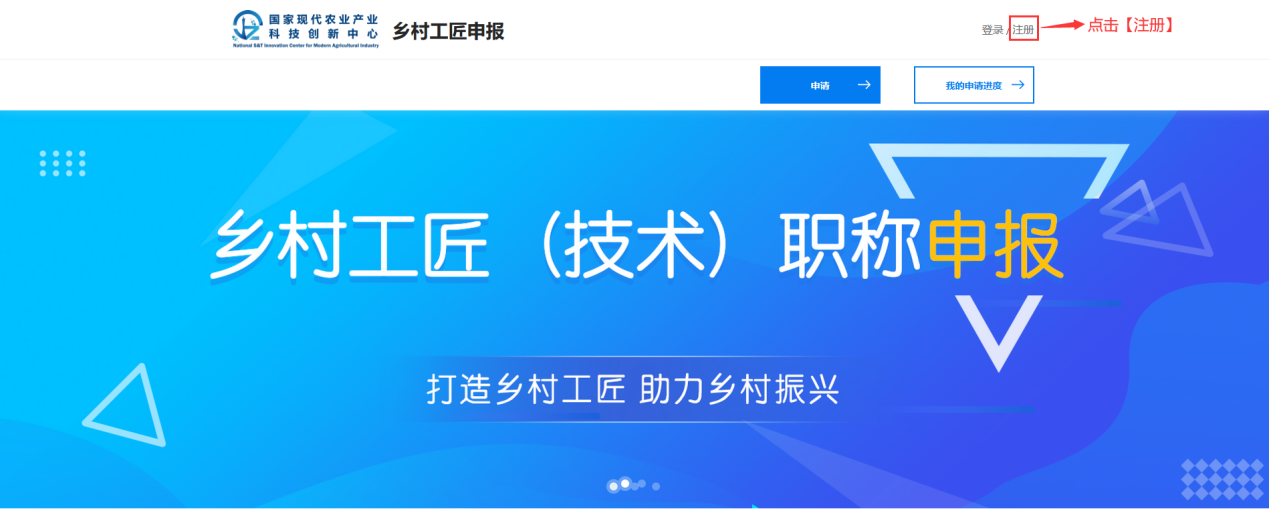 国家现代农业产业
科技创新中心
National S&T Innovation Center for Modern Agricultural Industry
乡村工匠申报
登录 / 注册
点击【注册】
申请
我的申请进度
乡村工匠（技术）职称申报
打造乡村工匠 助力乡村振兴